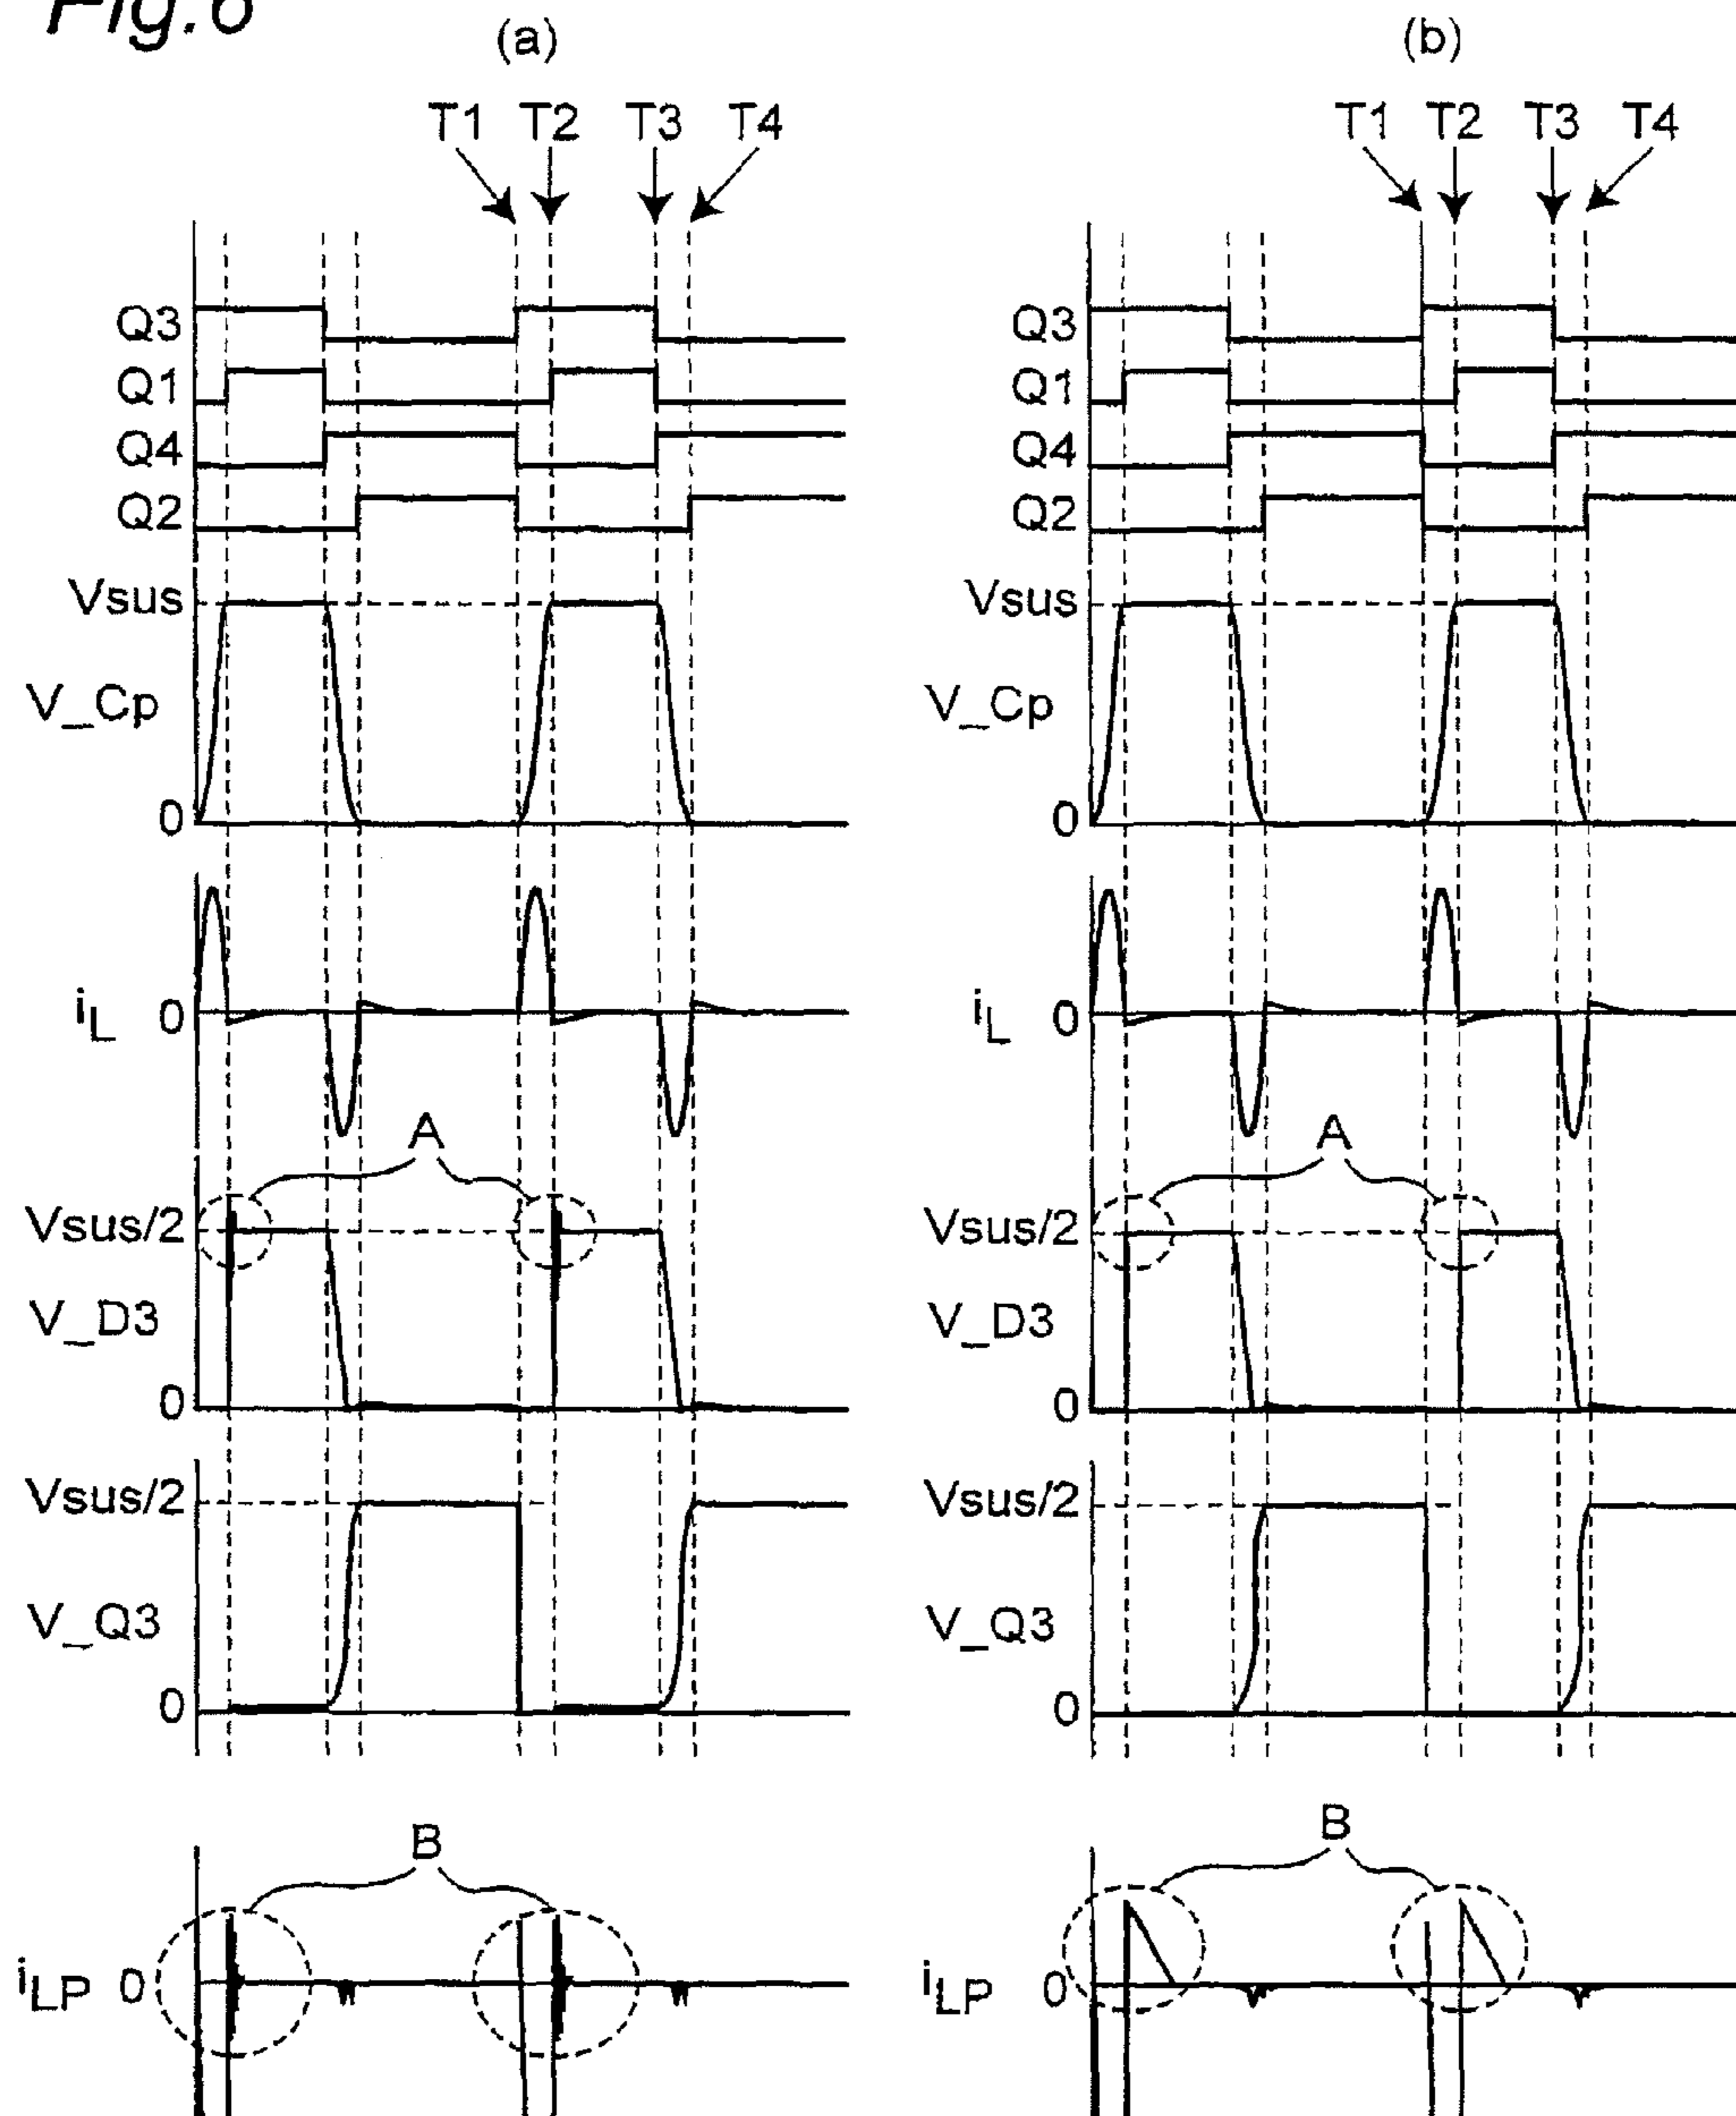 Fig.6
(a)
T1 T2 T3 T4
Q3
Q1
Q4
Q2
Vsus
V_Cp
0
iL 0
A
Vsus/2
V_D3
0
Vsus/2
V_Q3
0
B
iLP 0
(b)
T1 T2 T3 T4
Q3
Q1
Q4
Q2
Vsus
V_Cp
0
iL 0
A
Vsus/2
V_D3
0
Vsus/2
V_Q3
0
B
iLP 0